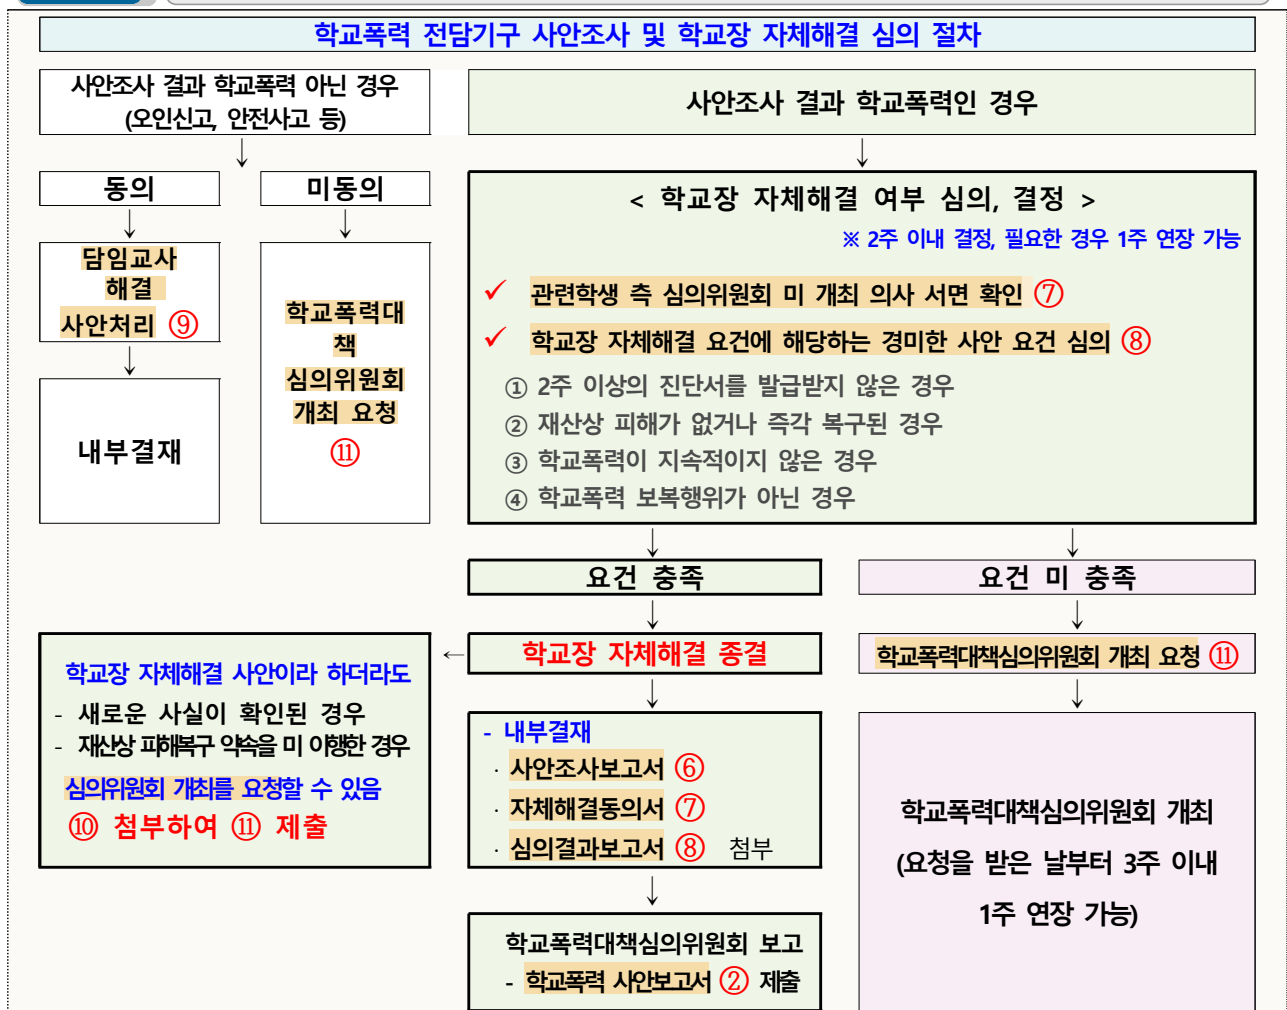 학교폭력 전담기구 사안조사 및 학교장 자체해결 심의 절차
사안조사 결과 학교폭력 아닌 경우
(오인신고, 안전사고 등)
사안조사 결과 학교폭력인 경우
동의
미동의
담임교사
해결
사안처리 ⑨
내부결재
학교폭력대
책
심의위원회
개최 요청
⑪
< 학교장 자체해결 여부 심의, 결정 >
※ 2주 이내 결정, 필요한 경우 1주 연장 가능
✓ 관련학생 측 심의위원회 미 개최 의사 서면 확인 ⑦
✓ 학교장 자체해결 요건에 해당하는 경미한 사안 요건 심의 ⑧
① 2주 이상의 진단서를 발급받지 않은 경우
② 재산상 피해가 없거나 즉각 복구된 경우
③ 학교폭력이 지속적이지 않은 경우
④ 학교폭력 보복행위가 아닌 경우
요건 충족
요건 미 충족
학교장 자체해결 종결
학교폭력대책심의위원회 개최 요청 ⑪
학교장 자체해결 사안이라 하더라도
- 새로운 사실이 확인된 경우
- 재산상 피해복구 약속을 미 이행한 경우
심의위원회 개최를 요청할 수 있음
⑩ 첨부하여 ⑪ 제출
- 내부결재
· 사안조사보고서 ⑥
· 자체해결동의서 ⑦
· 심의결과보고서 ⑧ 첨부
학교폭력대책심의위원회 보고
- 학교폭력 사안보고서 ② 제출
학교폭력대책심의위원회 개최
(요청을 받은 날부터 3주 이내
1주 연장 가능)